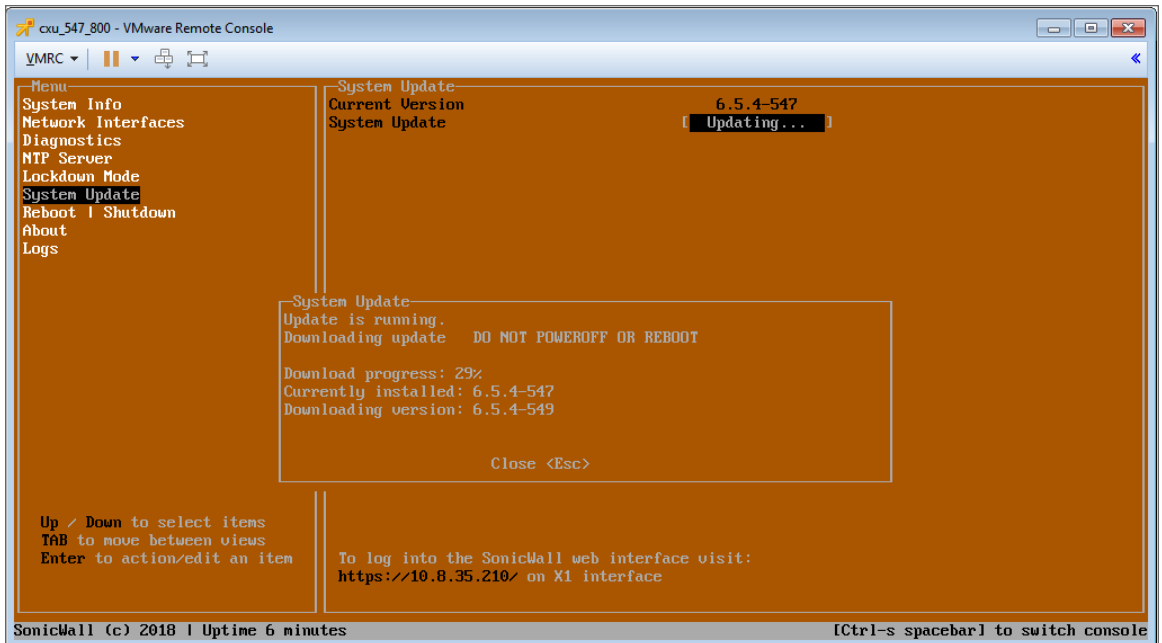 cxu_547_800 - VMware Remote Console
VMRC
Menu
System Info
Network Interfaces
Diagnostics
NTP Server
Lockdown Mode
System Update
Reboot | Shutdown
About
Logs
System Update
Current Version 6.5.4-547
System Update [ Updating... ]
System Update
Update is running.
Downloading update DO NOT POWEROFF OR REBOOT
Download progress: 29%
Currently installed: 6.5.4-547
Downloading version: 6.5.4-549
Close <Esc>
Up / Down to select items
TAB to move between views
Enter to action/edit an item
To log into the SonicWall web interface visit:
https://10.8.35.210/ on X1 interface
SonicWall (c) 2018 | Uptime 6 minutes
[Ctrl-s spacebar] to switch console